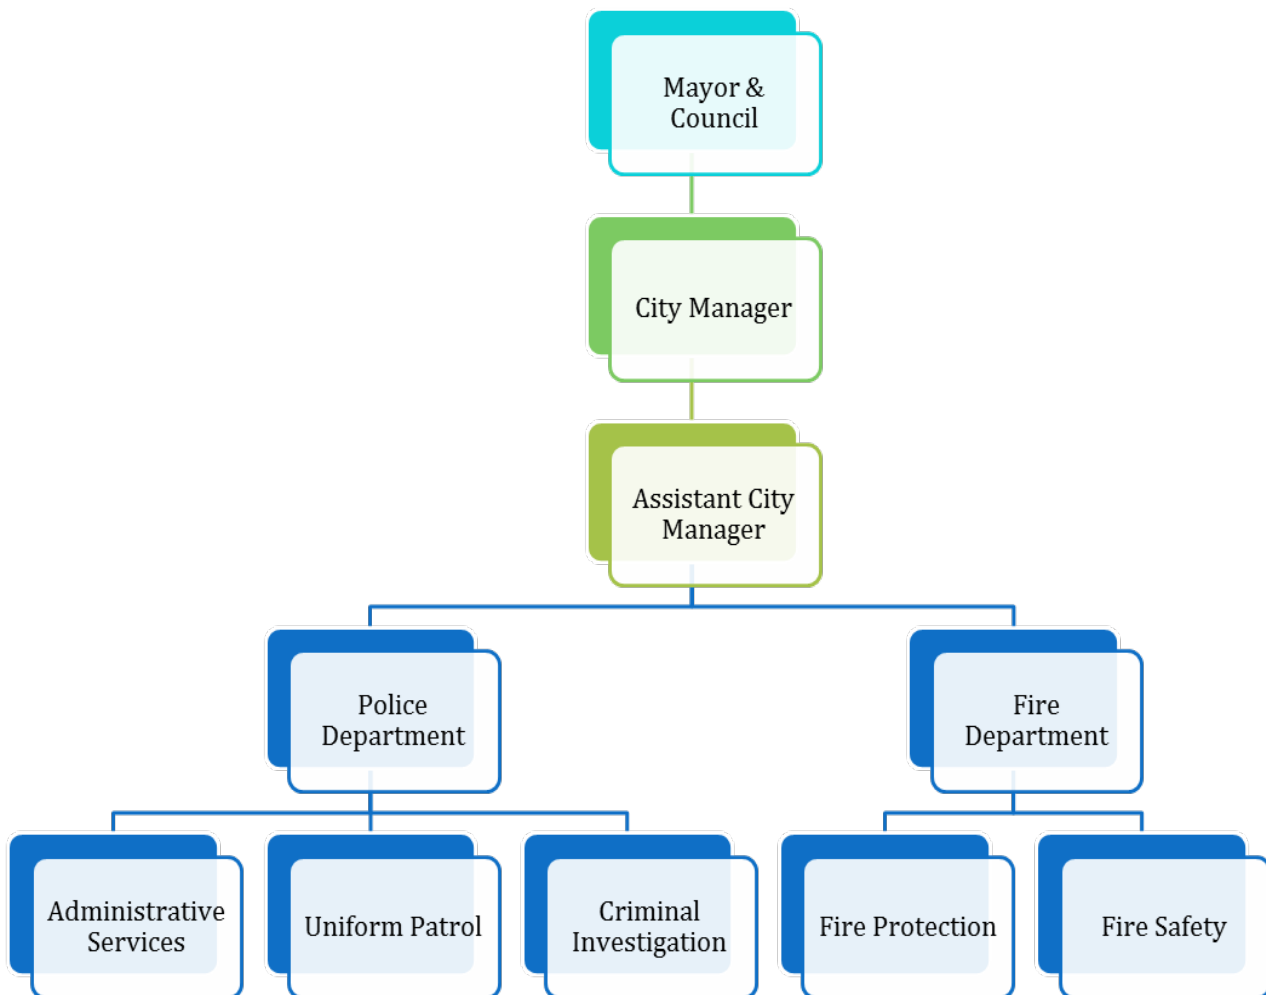 Mayor &
Council
City Manager
Assistant City
Manager
Police
Department
Fire
Department
Administrative
Services
Uniform Patrol
Criminal
Investigation
Fire Protection
Fire Safety